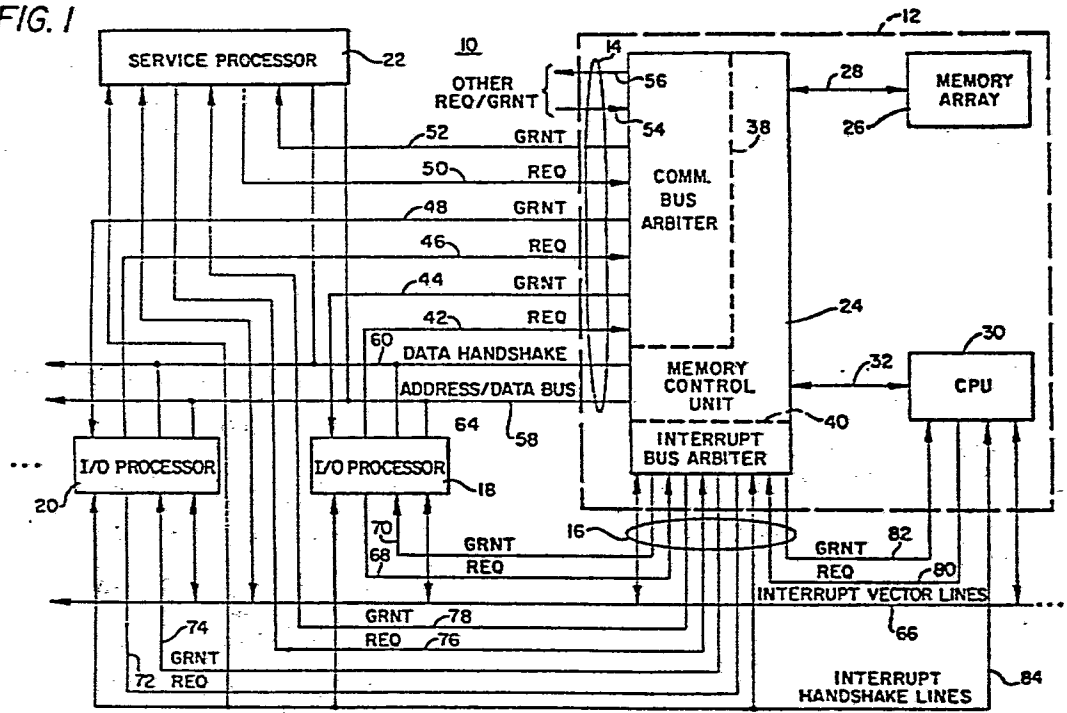 FIG. 1
SERVICE PROCESSOR
22
10
OTHER
REQ/GRNT
14
12
56
54
38
28
MEMORY
ARRAY
26
52
GRNT
50
REQ
48
GRNT
46
REQ
44
GRNT
42
REQ
COMM.
BUS
ARBITER
24
60
DATA HANDSHAKE
ADDRESS/DATA BUS
64
58
MEMORY
CONTROL
UNIT
40
INTERRUPT
BUS ARBITER
32
30
CPU
...
I/O PROCESSOR
20
I/O PROCESSOR
18
16
70
GRNT
68
REQ
GRNT
82
REQ
80
INTERRUPT VECTOR LINES
...
66
74
GRNT
78
REQ
76
72
GRNT
REQ
INTERRUPT
HANDSHAKE LINES
84